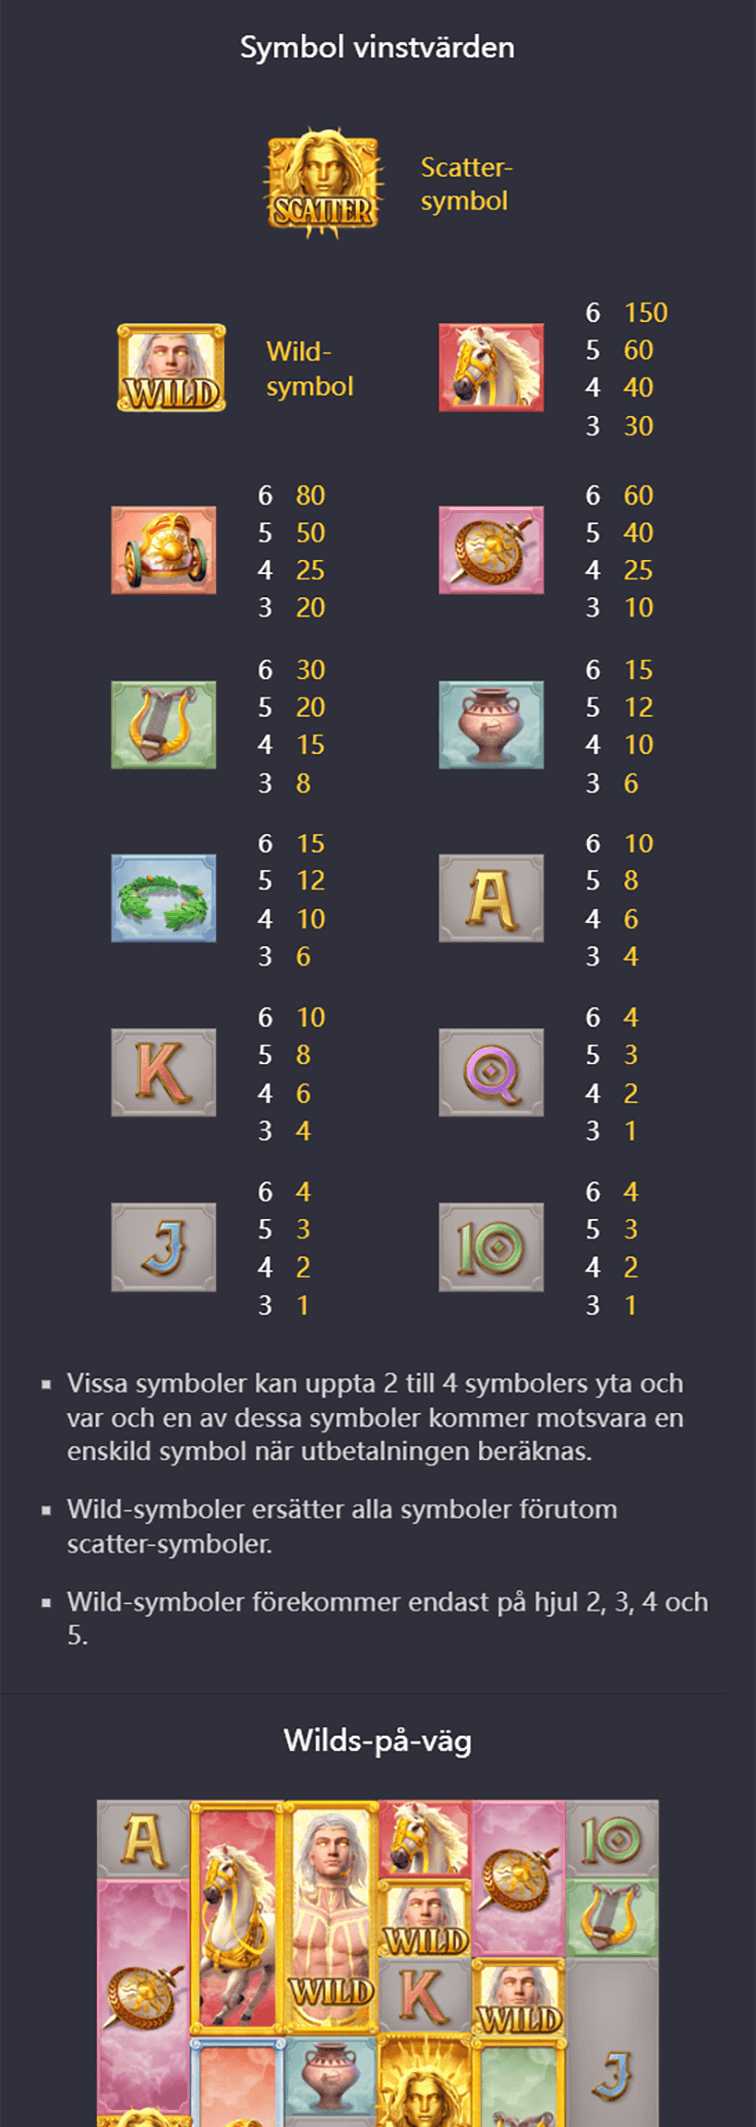 Symbol vinstvärden
SCATTER
Scatter-
symbol
WILD
Wild-
symbol
6 150
5 60
4 40
3 30
6 80
5 50
4 25
3 20
6 60
5 40
4 25
3 10
6 30
5 20
4 15
3 8
6 15
5 12
4 10
3 6
6 15
5 12
4 10
3 6
A
6 10
5 8
6 4
4 6
3 4
K
6 10
5 8
4 6
3 4
Q
6 4
5 3
4 2
3 1
J
6 4
5 3
4 2
3 1
10
6 4
5 3
4 2
3 1
▪ Vissa symboler kan uppta 2 till 4 symbolers yta och
var och en av dessa symboler kommer motsvara en
enskild symbol när utbetalningen beräknas.
▪ Wild-symboler ersätter alla symboler förutom
scatter-symboler.
▪ Wild-symboler förekommer endast på hjul 2, 3, 4 och
5.
Wilds-på-väg
A
10
WILD
WILD
K
WILD
J